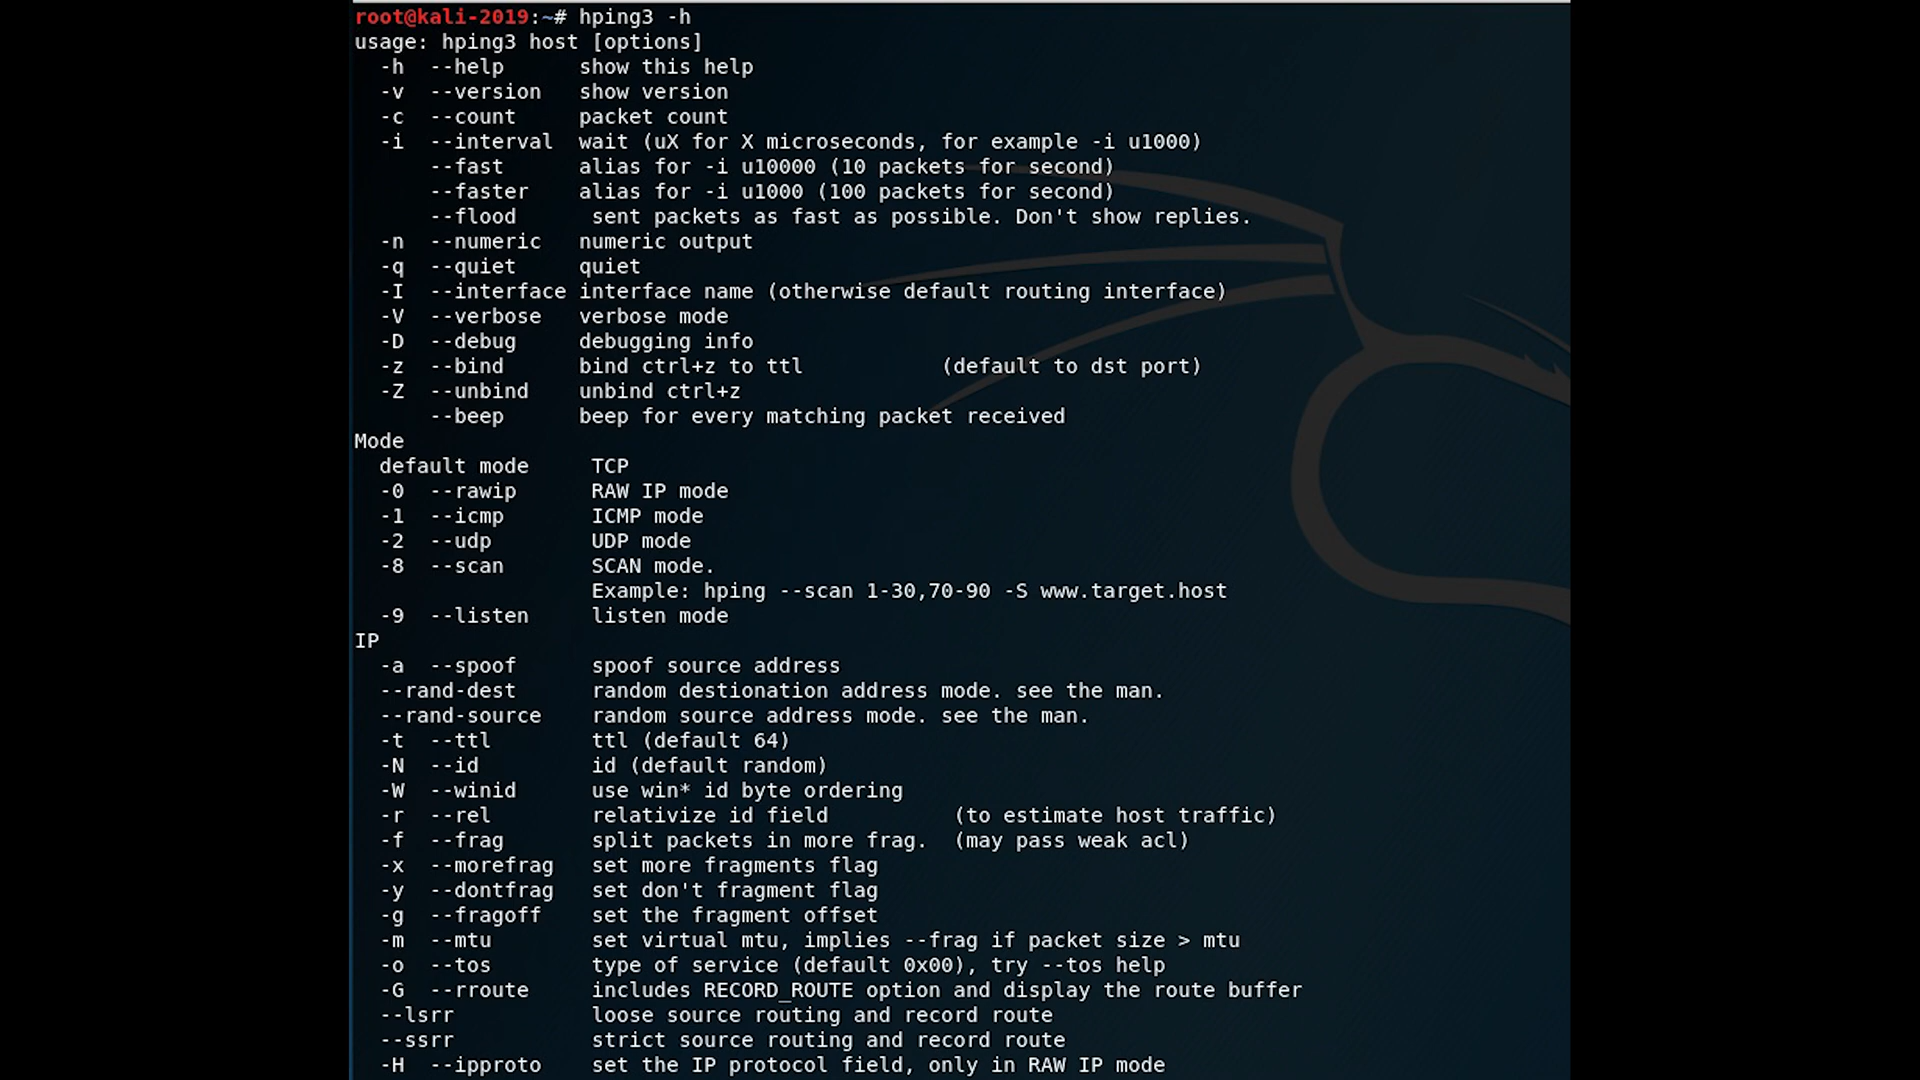 root@kali-2019:~# hping3 -h
usage: hping3 host [options]
  -h  --help      show this help
  -v  --version   show version
  -c  --count     packet count
  -i  --interval  wait (uX for X microseconds, for example -i u1000)
      --fast      alias for -i u10000 (10 packets for second)
      --faster    alias for -i u1000 (100 packets for second)
      --flood      sent packets as fast as possible. Don't show replies.
  -n  --numeric   numeric output
  -q  --quiet     quiet
  -I  --interface interface name (otherwise default routing interface)
  -V  --verbose   verbose mode
  -D  --debug     debugging info
  -z  --bind      bind ctrl+z to ttl           (default to dst port)
  -Z  --unbind    unbind ctrl+z
      --beep      beep for every matching packet received
Mode
  default mode     TCP
  -0  --rawip      RAW IP mode
  -1  --icmp       ICMP mode
  -2  --udp        UDP mode
  -8  --scan       SCAN mode.
                   Example: hping --scan 1-30,70-90 -S www.target.host
  -9  --listen     listen mode
IP
  -a  --spoof      spoof source address
  --rand-dest      random destionation address mode. see the man.
  --rand-source    random source address mode. see the man.
  -t  --ttl        ttl (default 64)
  -N  --id         id (default random)
  -W  --winid      use win* id byte ordering
  -r  --rel        relativize id field          (to estimate host traffic)
  -f  --frag       split packets in more frag.  (may pass weak acl)
  -x  --morefrag   set more fragments flag
  -y  --dontfrag   set don't fragment flag
  -g  --fragoff    set the fragment offset
  -m  --mtu        set virtual mtu, implies --frag if packet size > mtu
  -o  --tos        type of service (default 0x00), try --tos help
  -G  --rroute     includes RECORD_ROUTE option and display the route buffer
  --lsrr           loose source routing and record route
  --ssrr           strict source routing and record route
  -H  --ipproto    set the IP protocol field, only in RAW IP mode